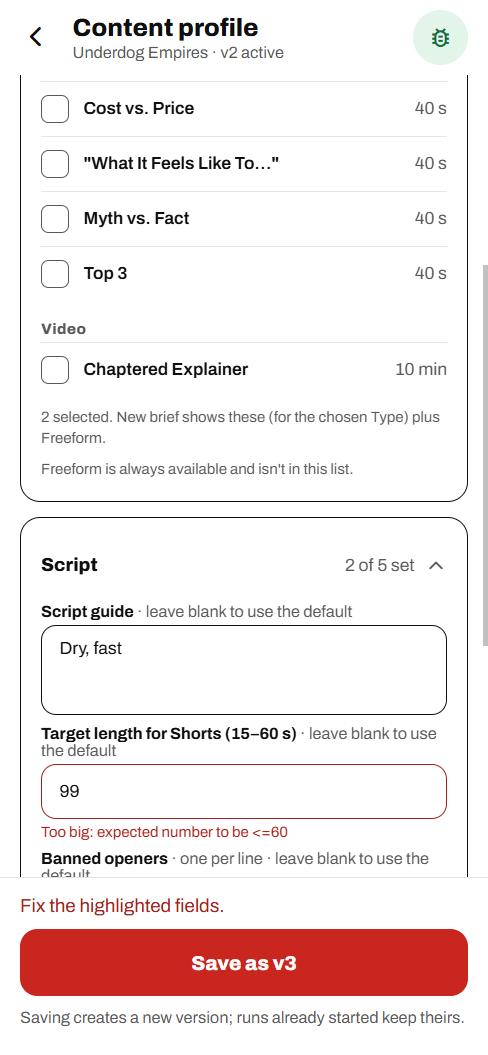 Content profile
Underdog Empires · v2 active
Cost vs. Price 40 s
"What It Feels Like To…" 40 s
Myth vs. Fact 40 s
Top 3 40 s
Video
Chaptered Explainer 10 min
2 selected. New brief shows these (for the chosen Type) plus
Freeform.
Freeform is always available and isn't in this list.
Script 2 of 5 set
Script guide · leave blank to use the default
Dry, fast
Target length for Shorts (15–60 s) · leave blank to use
the default
99
Too big: expected number to be <=60
Banned openers · one per line · leave blank to use the
default
Fix the highlighted fields.
Save as v3
Saving creates a new version; runs already started keep theirs.